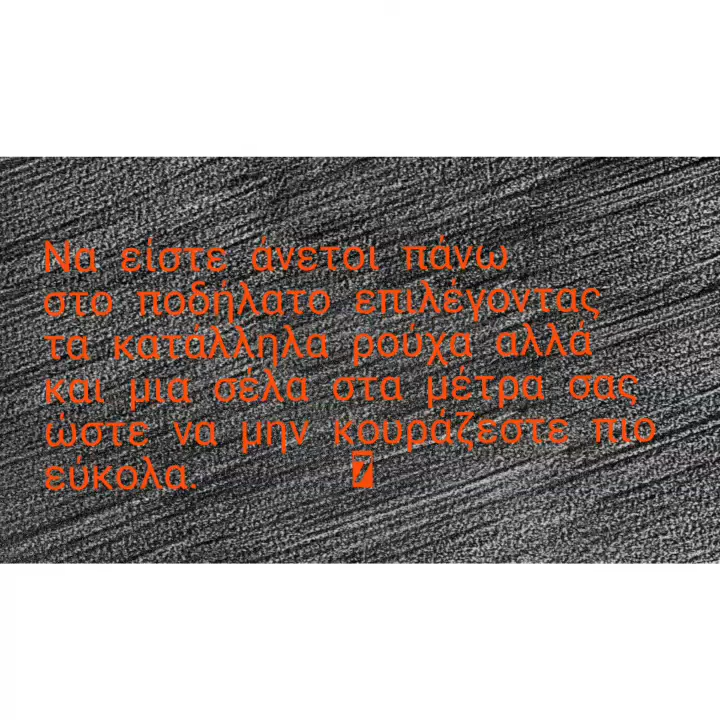 Να είστε άνετοι πάνω
στο ποδήλατο επιλέγοντας
τα κατάλληλα ρούχα αλλά
και μια σέλα στα μέτρα σας
ώστε να μην κουράζεστε πιο
εύκολα.